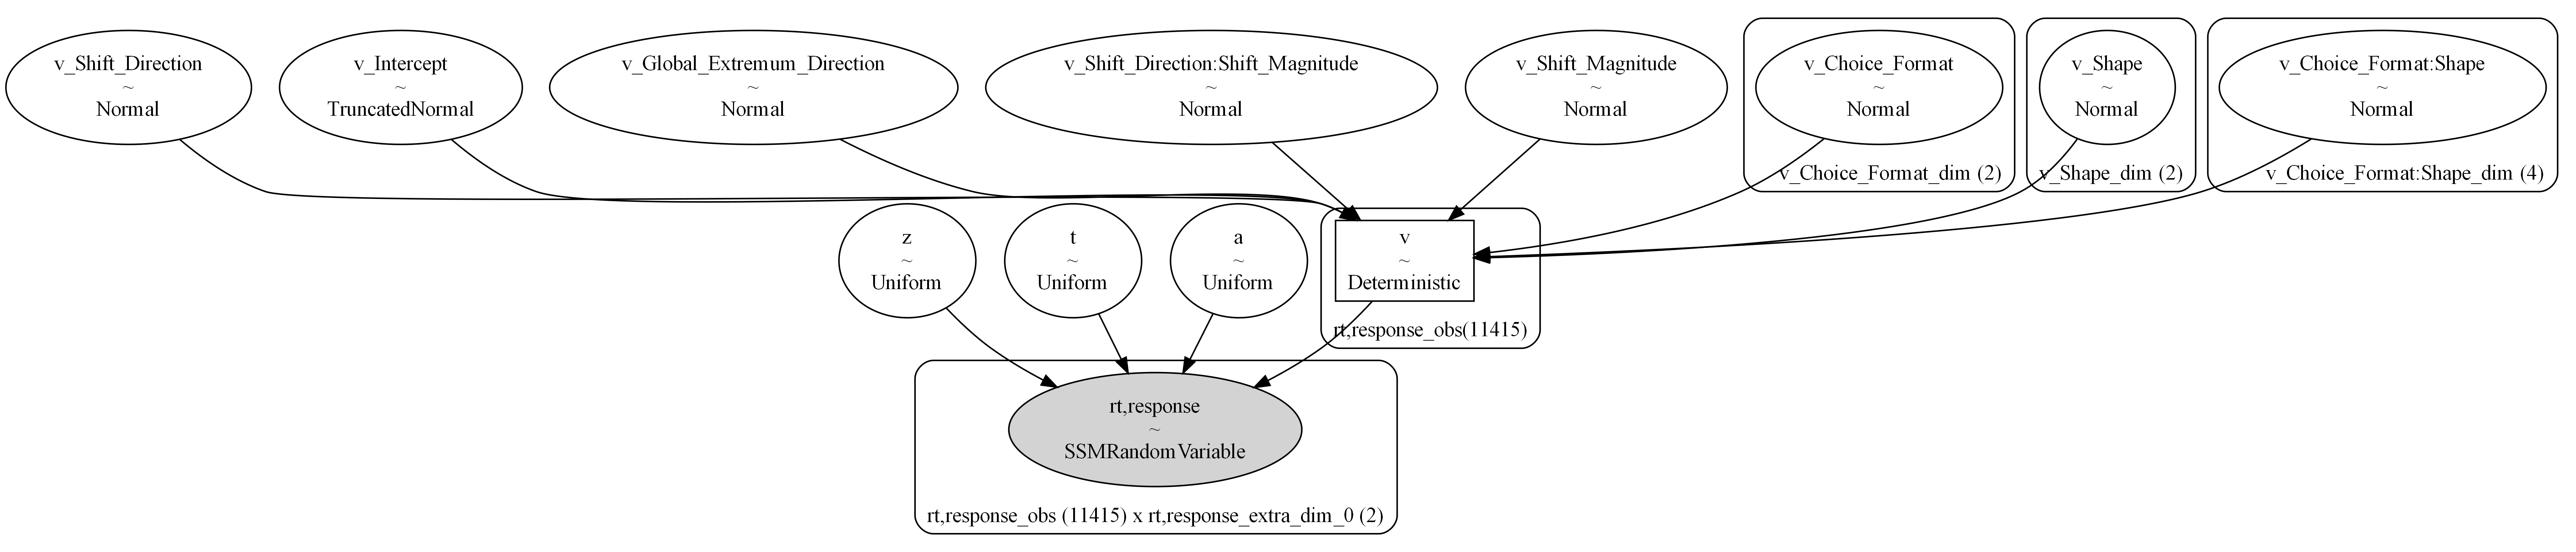 v_Shift_Direction
~
Normal
v_Intercept
~
TruncatedNormal
v_Global_Extremum_Direction
~
Normal
v_Shift_Direction:Shift_Magnitude
~
Normal
v_Shift_Magnitude
~
Normal
v_Choice_Format
~
Normal
v_Choice_Format_dim (2)
v_Shape
~
Normal
v_Shape_dim (2)
v_Choice_Format:Shape
~
Normal
v_Choice_Format:Shape_dim (4)
z
~
Uniform
t
~
Uniform
a
~
Uniform
v
~
Deterministic
rt,response_obs(11415)
rt,response
~
SSMRandomVariable
rt,response_obs (11415) x rt,response_extra_dim_0 (2)